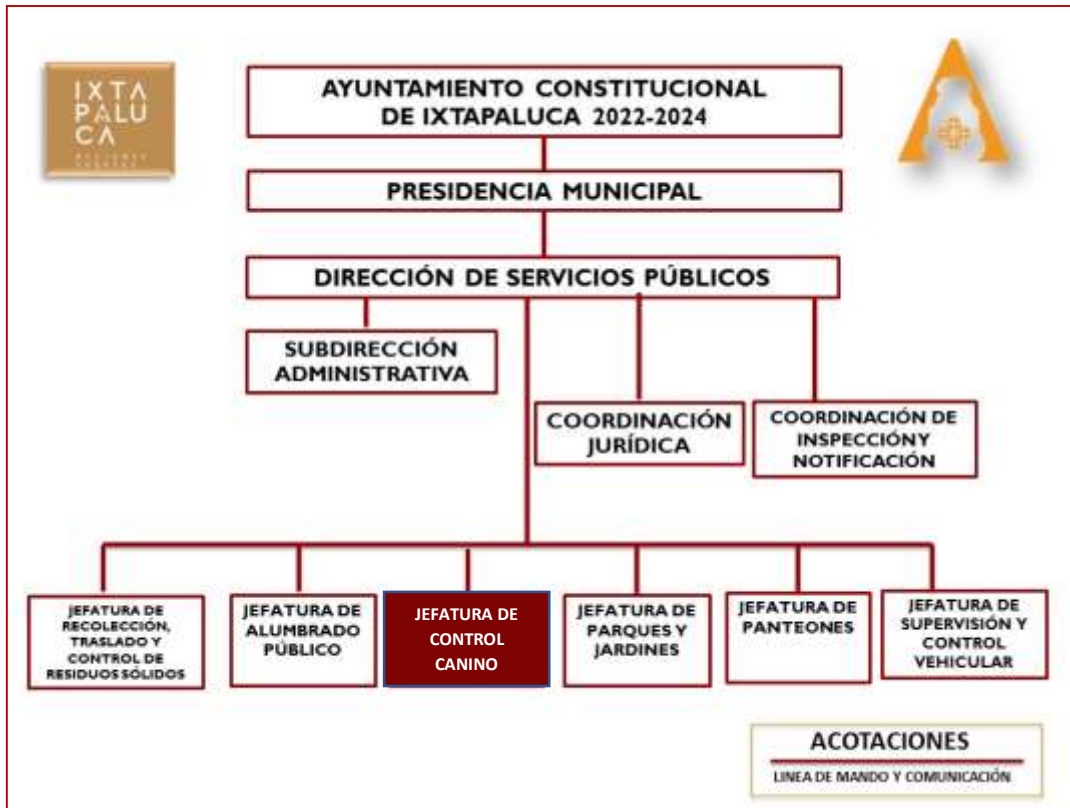 IXTA
PALU
CA
AYUNTAMIENTO CONSTITUCIONAL
DE IXTAPALUCA 2022-2024
PRESIDENCIA MUNICIPAL
DIRECCIÓN DE SERVICIOS PÚBLICOS
SUBDIRECCIÓN
ADMINISTRATIVA
COORDINACIÓN
JURÍDICA
COORDINACIÓN DE
INSPECCIÓN Y
NOTIFICACIÓN
JEFATURA DE
RECOLECCIÓN,
TRASLADO Y
CONTROL DE
RESIDUOS SÓLIDOS
JEFATURA DE
ALUMBRADO
PÚBLICO
JEFATURA DE
CONTROL
CANINO
JEFATURA DE
PARQUES Y
JARDINES
JEFATURA DE
PANTEONES
JEFATURA DE
SUPERVISIÓN Y
CONTROL
VEHICULAR
ACOTACIONES
LINEA DE MANDO Y COMUNICACIÓN